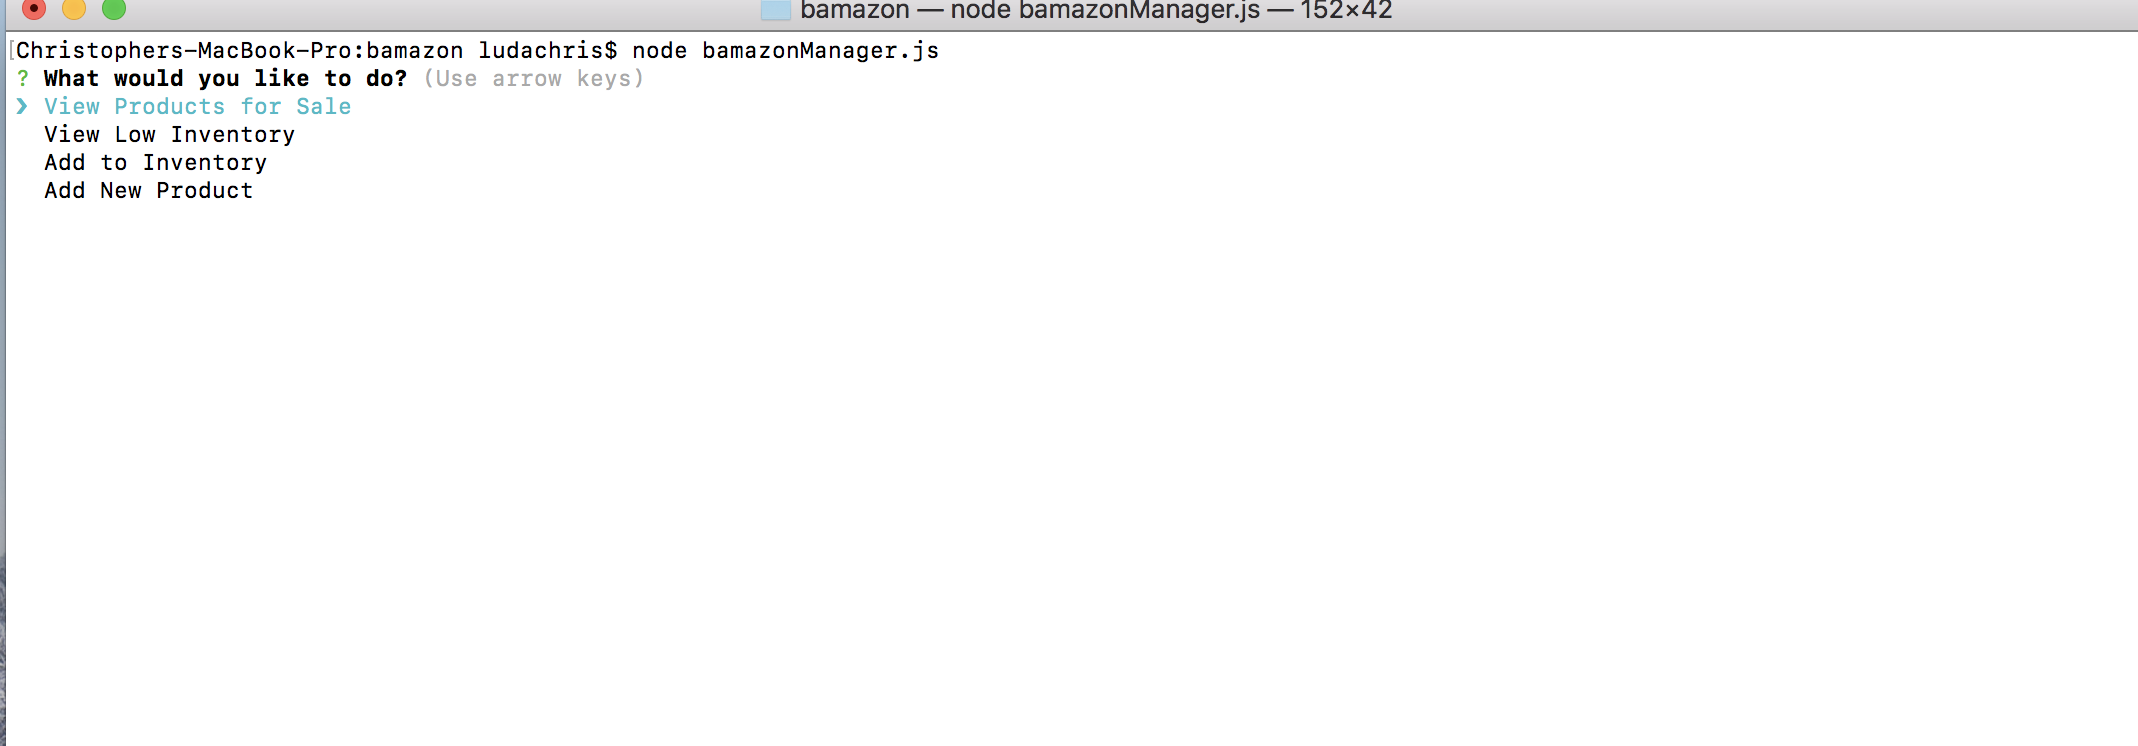 bamazon — node bamazonManager.js — 152×42
[Christophers-MacBook-Pro:bamazon ludachris$ node bamazonManager.js
? What would you like to do? (Use arrow keys)
❯ View Products for Sale
View Low Inventory
Add to Inventory
Add New Product